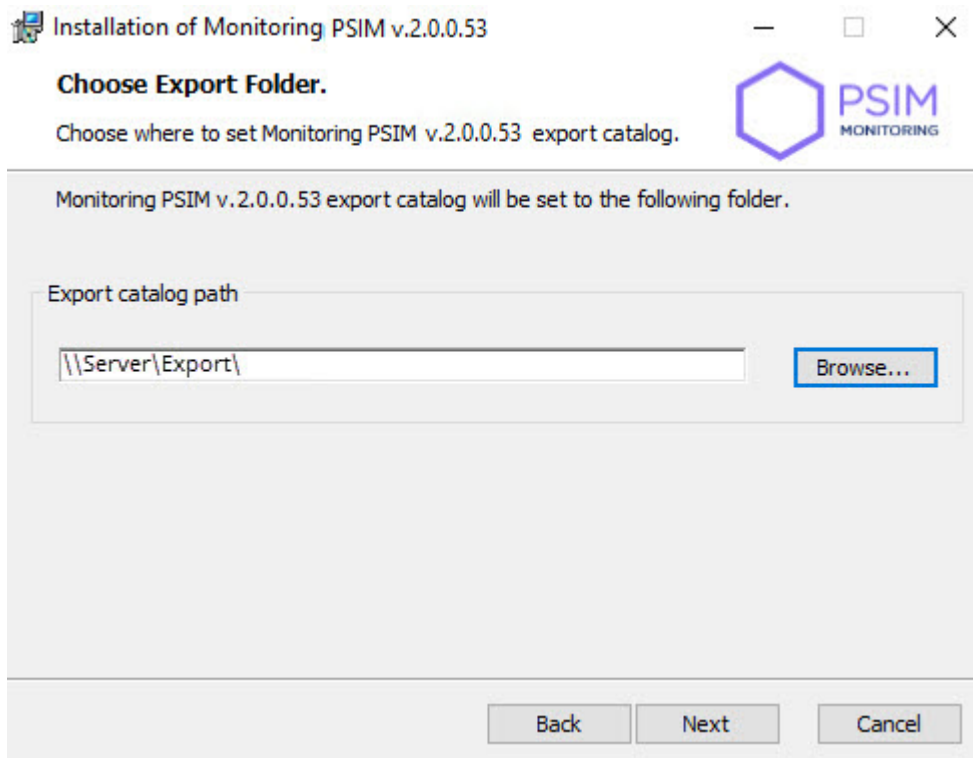 Installation of Monitoring PSIM v.2.0.0.53
Choose Export Folder.
Choose where to set Monitoring PSIM v.2.0.0.53 export catalog.
PSIM
MONITORING
Monitoring PSIM v.2.0.0.53 export catalog will be set to the following folder.
Export catalog path
\\Server\Export\
Browse...
Back
Next
Cancel